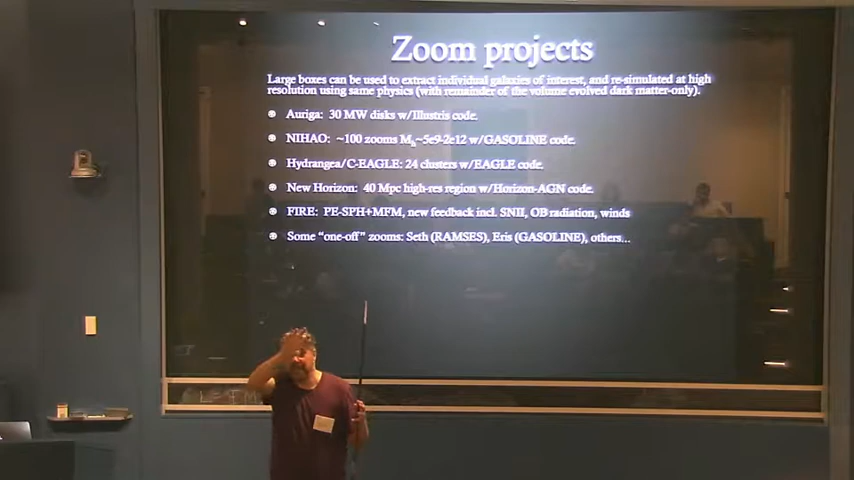 Zoom projects
Large boxes can be used to extract individual galaxies of interest, and re-simulated at high
resolution using same physics (with remainder of the volume evolved dark matter-only).
Auriga: 30 MW disks w/Illustris code.
NIHAO: ~100 zooms Mh~5e9-2e12 w/GASOLINE code.
Hydrangea/C-EAGLE: 24 clusters w/EAGLE code.
New Horizon: 40 Mpc high-res region w/Horizon-AGN code.
FIRE: PE-SPH+MFM, new feedback incl. SNII, OB radiation, winds
Some "one-off" zooms: Seth (RAMSES), Eris (GASOLINE), others...